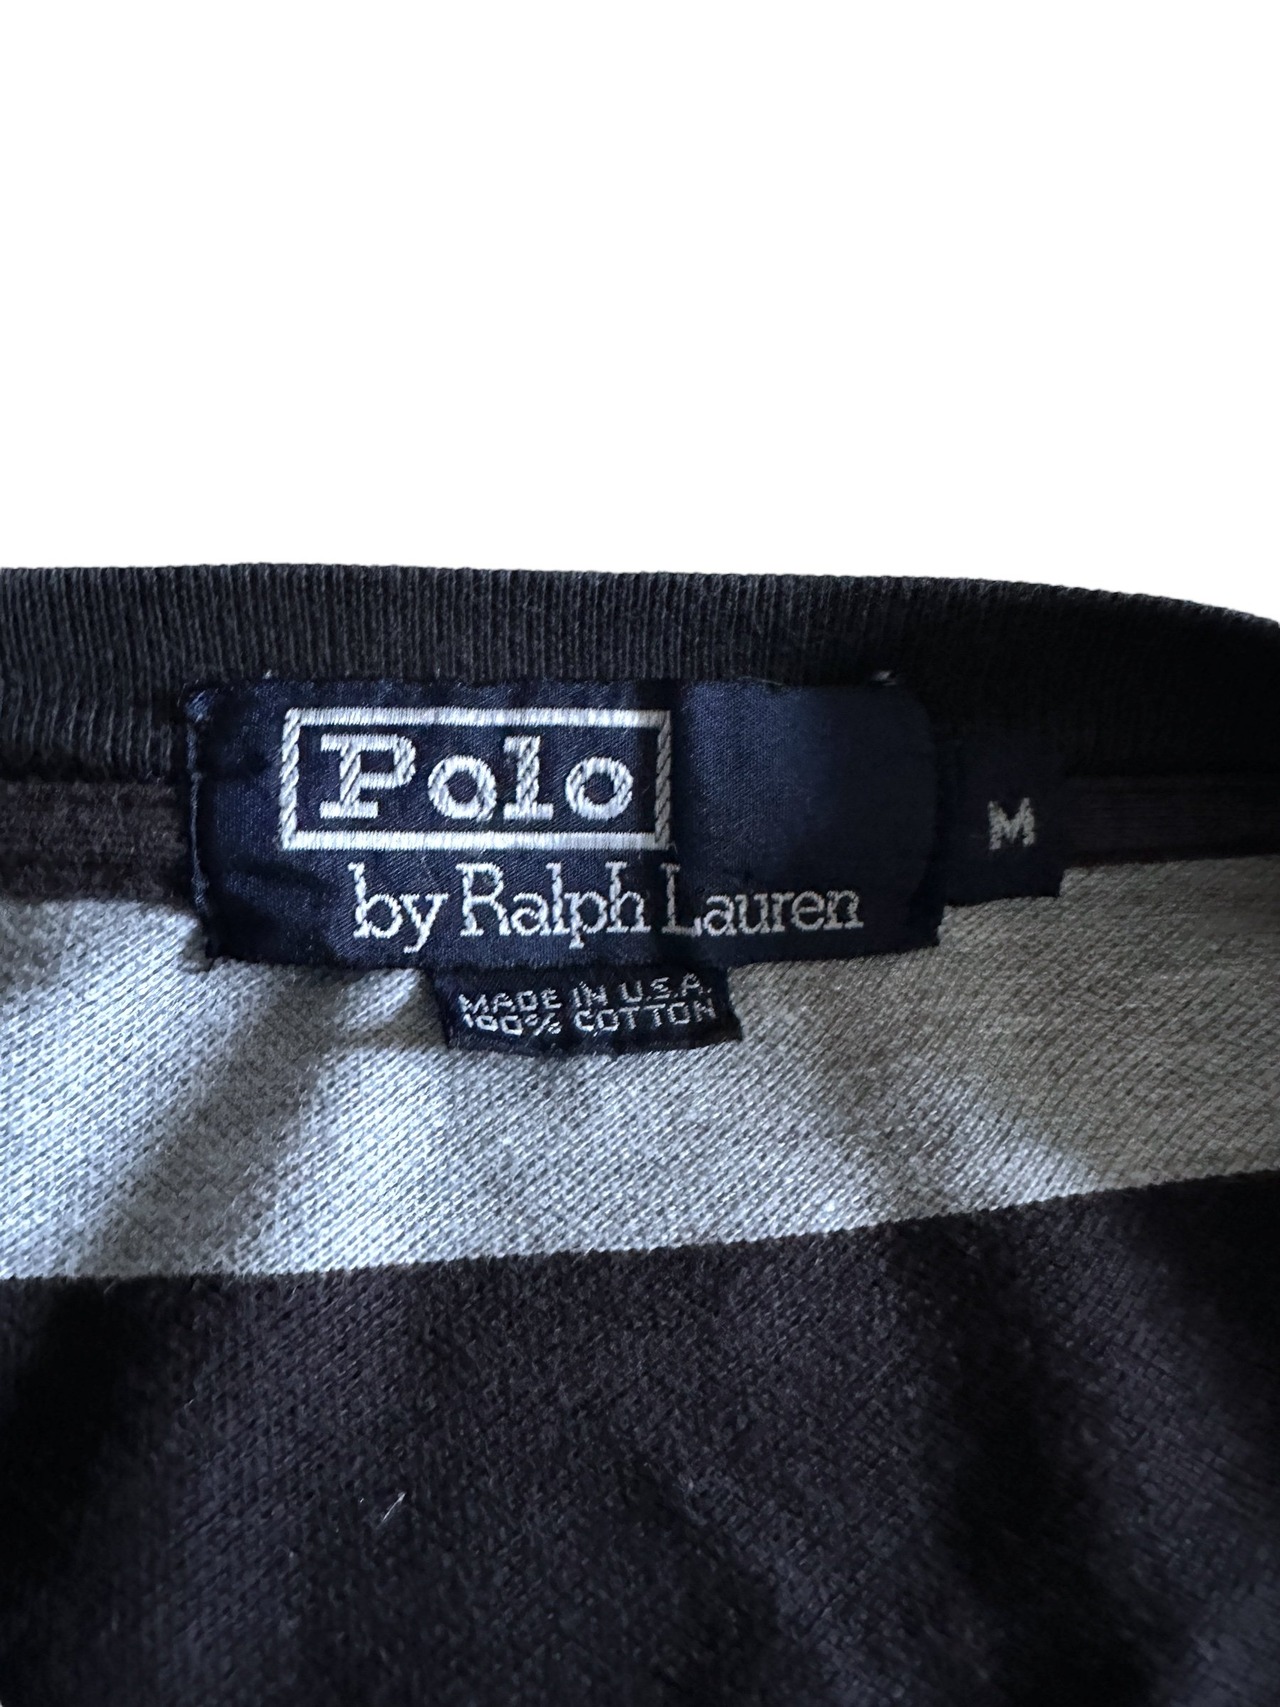 Polo
by Ralph Lauren
M
MADE IN U.S.A.
100% COTTON